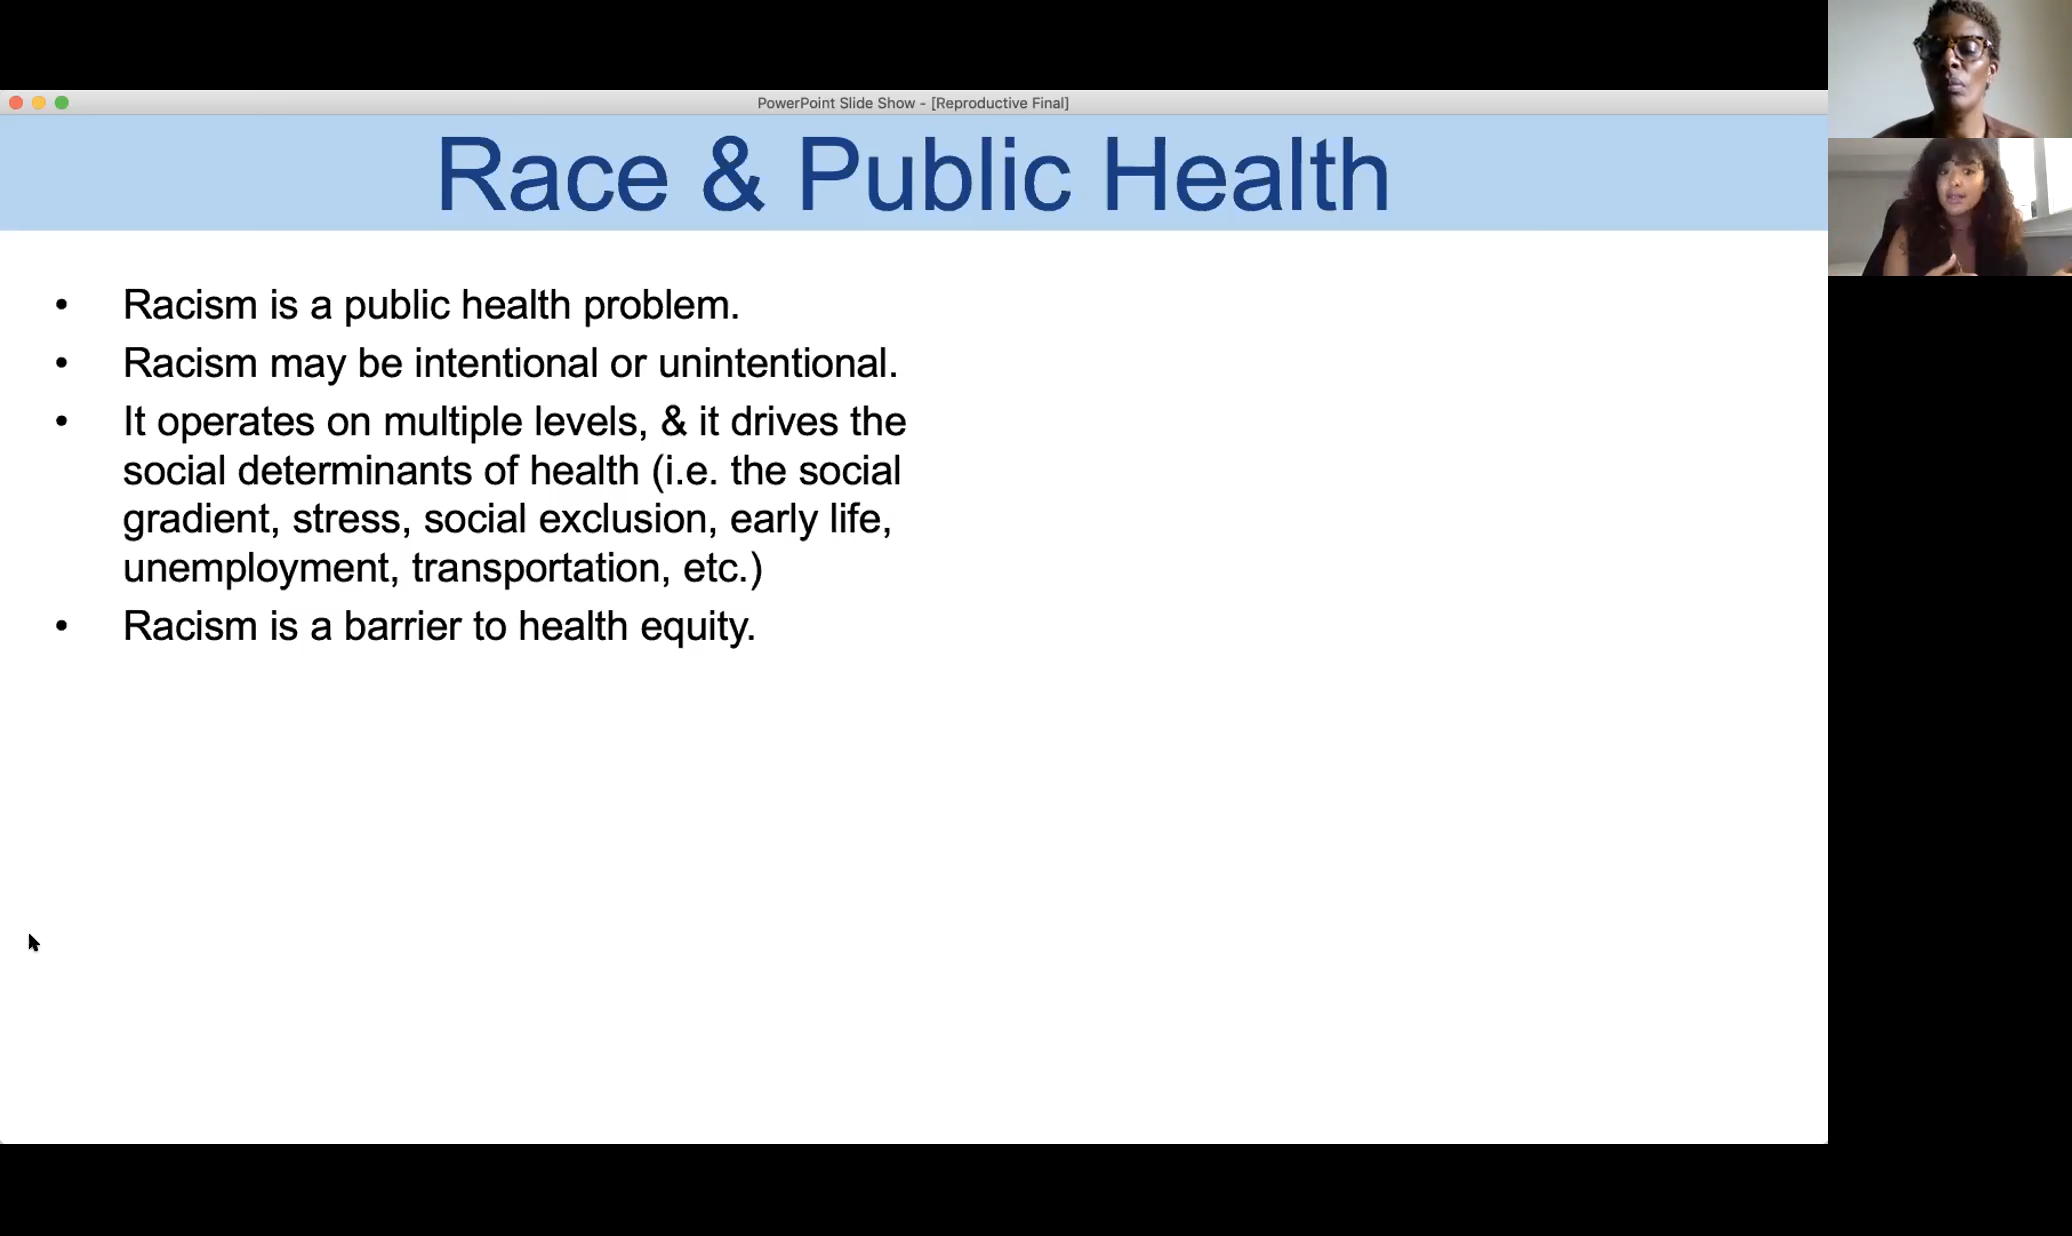 PowerPoint Slide Show - [Reproductive Final]
Race & Public Health
• Racism is a public health problem.
• Racism may be intentional or unintentional.
• It operates on multiple levels, & it drives the
social determinants of health (i.e. the social
gradient, stress, social exclusion, early life,
unemployment, transportation, etc.)
• Racism is a barrier to health equity.